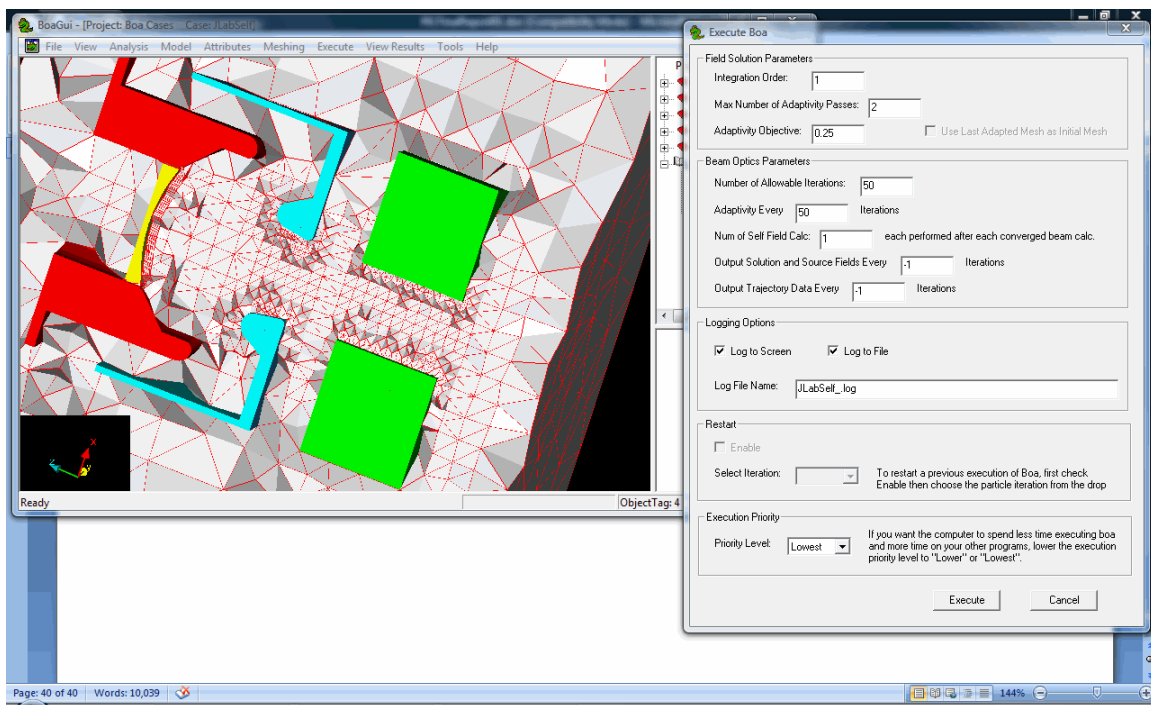 BoaGui - [Project: Boa Cases Case: JLabSelf]
File View Analysis Model Attributes Meshing Execute View Results Tools Help
P
X
Z
y
Ready
ObjectTag: 4
Execute Boa
Field Solution Parameters
Integration Order: 1
Max Number of Adaptivity Passes: 2
Adaptivity Objective: 0.25 Use Last Adapted Mesh as Initial Mesh
Beam Optics Parameters
Number of Allowable Iterations: 50
Adaptivity Every 50 Iterations
Num of Self Field Calc: 1 each performed after each converged beam calc.
Output Solution and Source Fields Every -1 Iterations
Output Trajectory Data Every -1 Iterations
Logging Options
Log to Screen Log to File
Log File Name: JLabSelf_.log
Restart
Enable
Select Iteration: To restart a previous execution of Boa, first check
Enable then choose the particle iteration from the drop
Execution Priority
Priority Level: Lowest If you want the computer to spend less time executing boa
and more time on your other programs, lower the execution
priority level to "Lower" or "Lowest".
Execute Cancel
Page: 40 of 40 Words: 10,039 144%